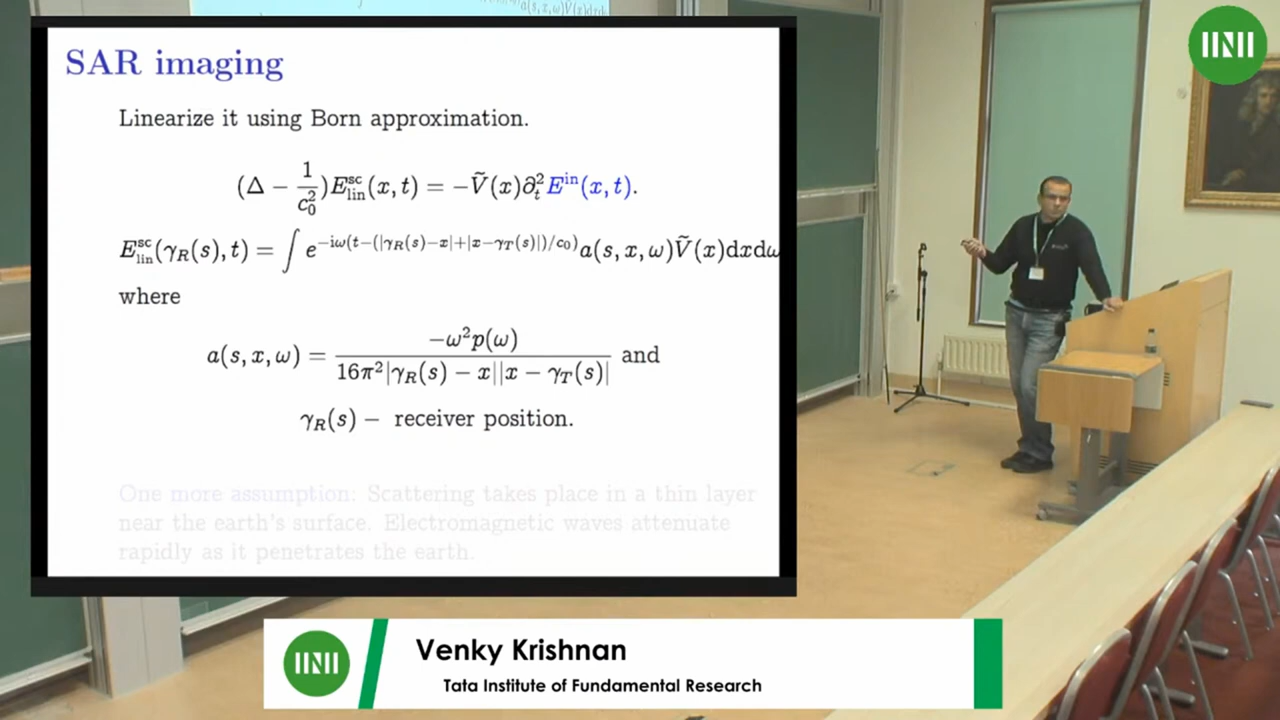 a(s,x,ω)Ṽ(x)dxdω
SAR imaging
Linearize it using Born approximation.
(Δ − 1/c₀²)E^sc_lin(x, t) = −Ṽ(x)∂²_t E^in(x, t).
E^sc_lin(γ_R(s), t) = ∫ e^{−iω(t−(|γ_R(s)−x|+|x−γ_T(s)|)/c₀)} a(s, x, ω)Ṽ(x)dxdω
where
a(s, x, ω) = −ω²p(ω) / 16π²|γ_R(s) − x||x − γ_T(s)| and
γ_R(s) − receiver position.
One more assumption: Scattering takes place in a thin layer
near the earth's surface. Electromagnetic waves attenuate
rapidly as it penetrates the earth.
Venky Krishnan
Tata Institute of Fundamental Research